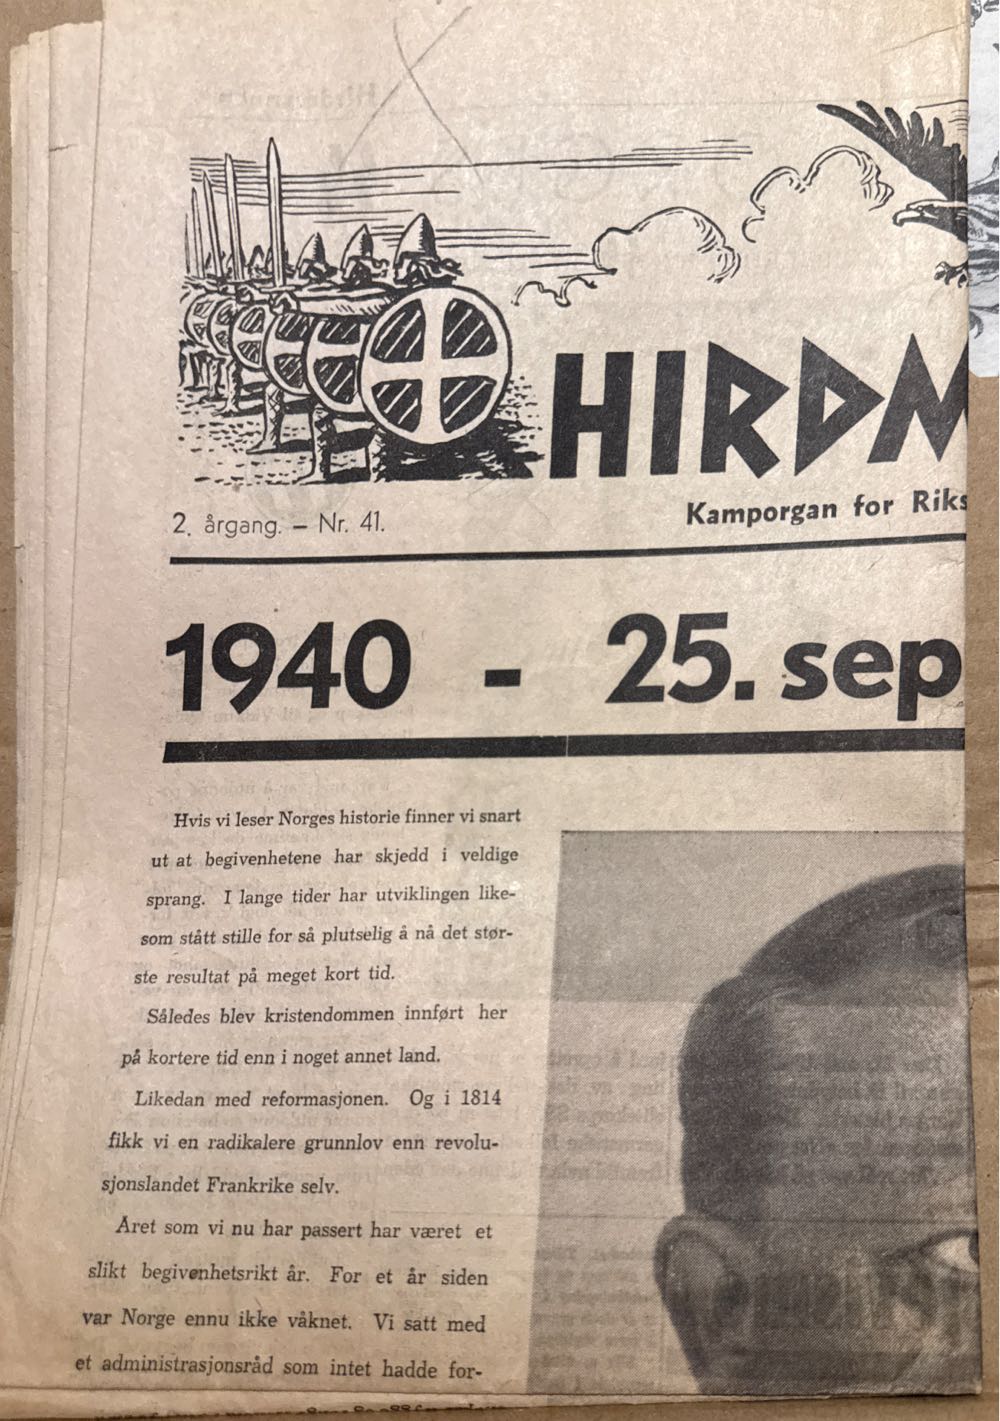 HIRDM
2. årgang. — Nr. 41.
Kamporgan for Riks
1940 - 25. sep
Hvis vi leser Norges historie finner vi snart
ut at begivenhetene har skjedd i veldige
sprang. I lange tider har utviklingen like-
som stått stille for så plutselig å nå det stør-
ste resultat på meget kort tid.
Således blev kristendommen innført her
på kortere tid enn i noget annet land.
Likedan med reformasjonen. Og i 1814
fikk vi en radikalere grunnlov enn revolu-
sjonslandet Frankrike selv.
Året som vi nu har passert har været et
slikt begivenhetsrikt år. For et år siden
var Norge ennu ikke våknet. Vi satt med
et administrasjonsråd som intet hadde for-